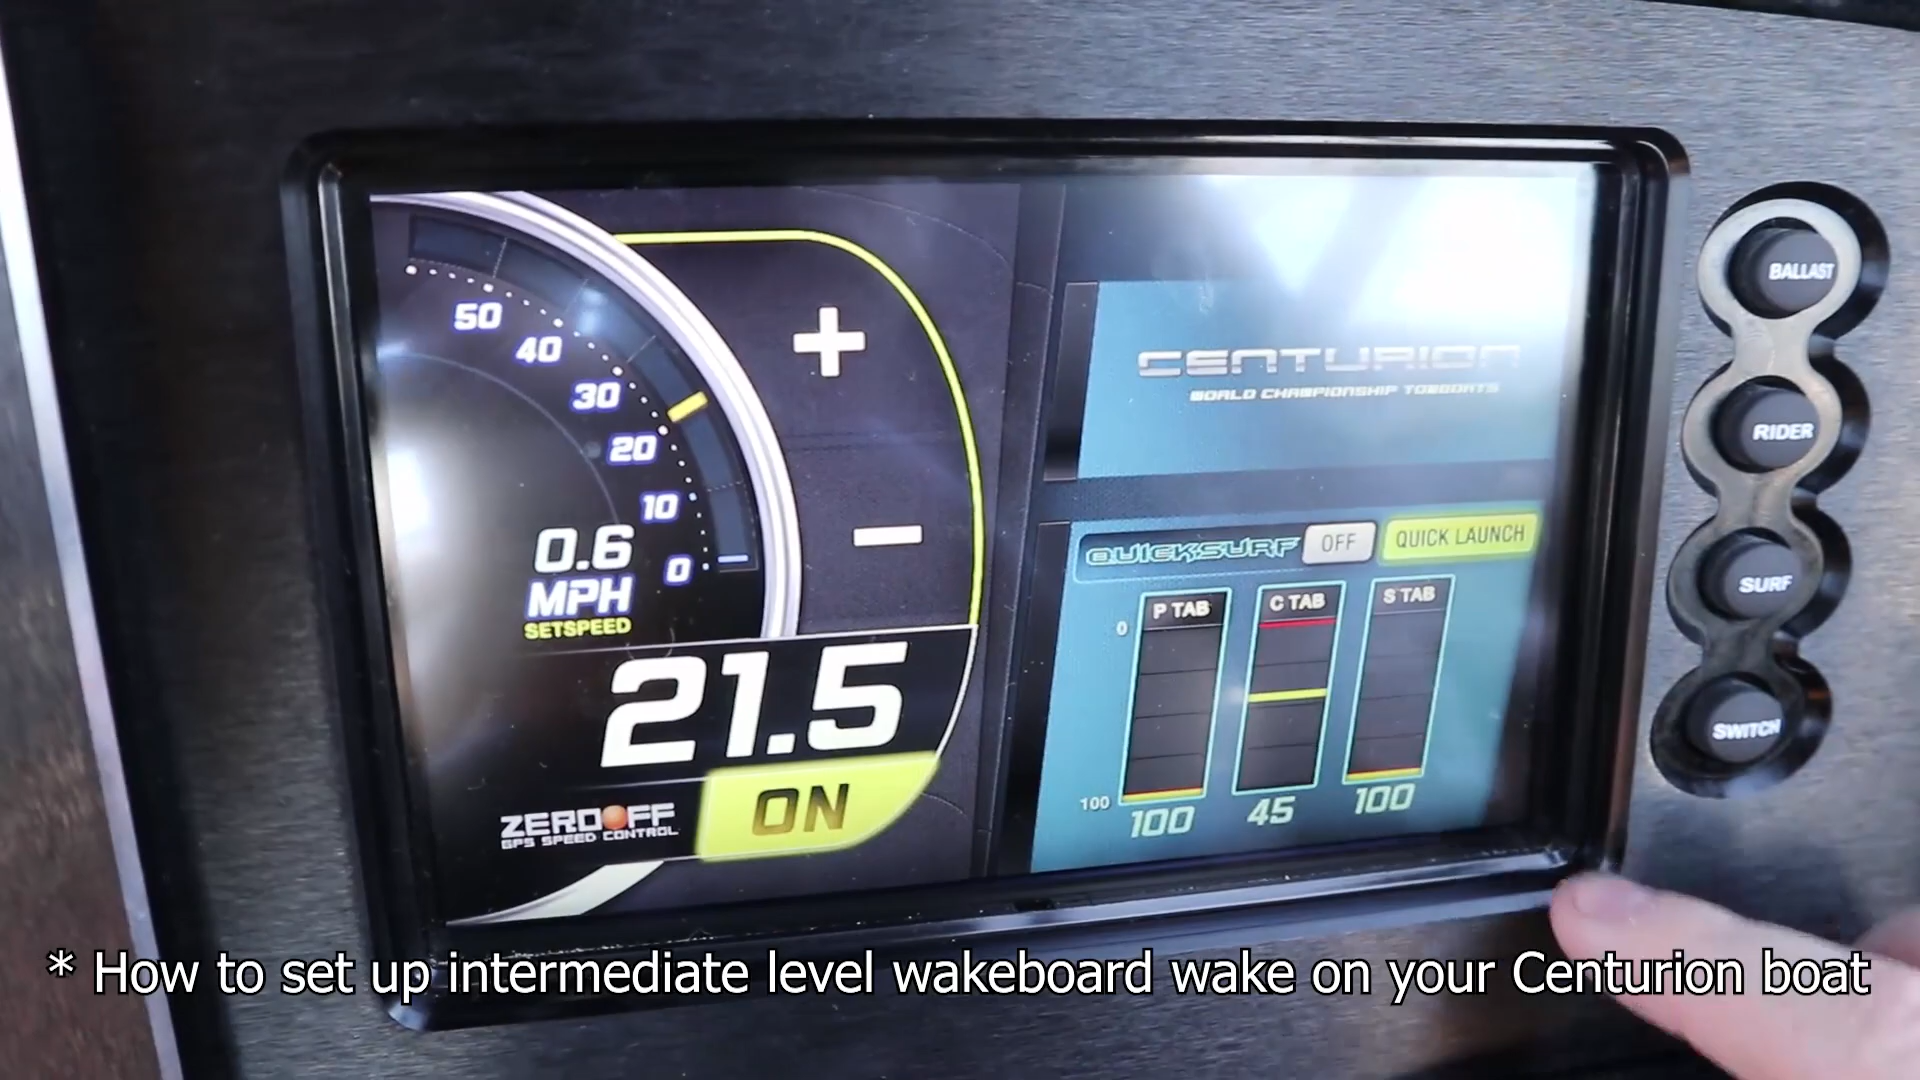 50
40
30
20
10
0
0.6
MPH
SETSPEED
21.5
ON
ZEROOFF
GPS SPEED CONTROL
+
−
CENTURION
WORLD CHAMPIONSHIP TOWBOATS
QUICKSURF OFF QUICK LAUNCH
P TAB C TAB S TAB
0
100
100 45 100
BALLAST
RIDER
SURF
SWITCH
* How to set up intermediate level wakeboard wake on your Centurion boat